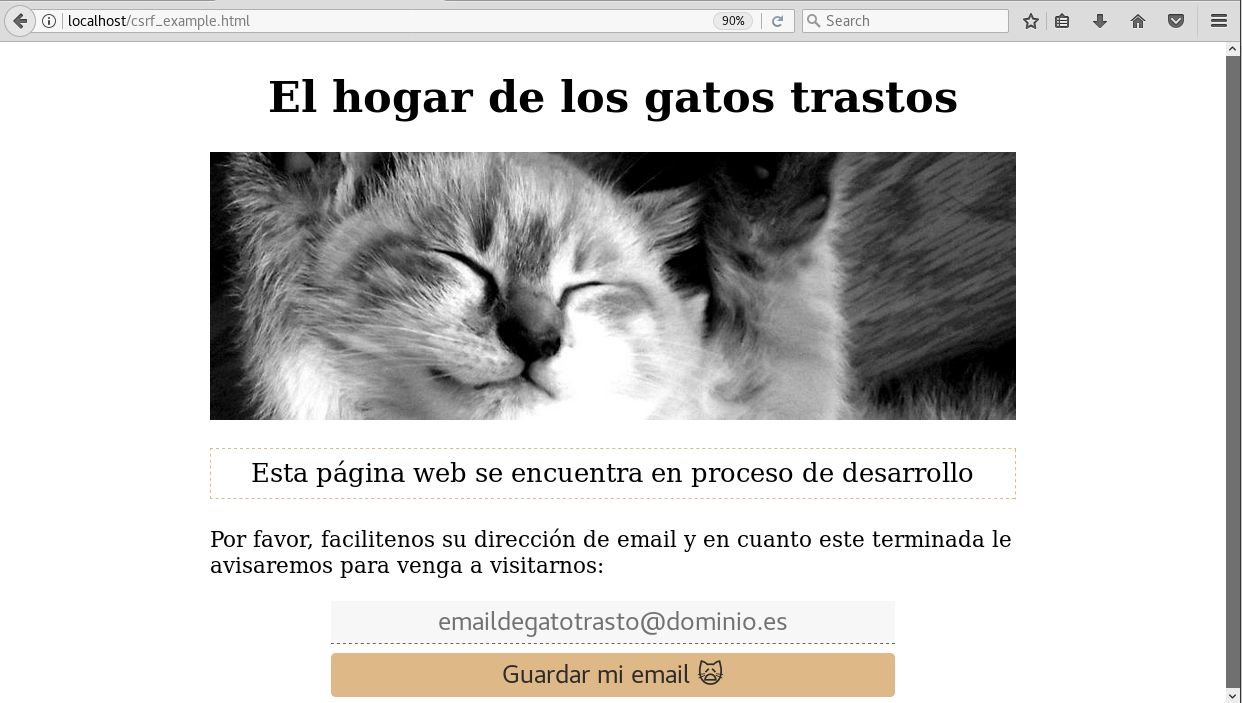 localhost/csrf_example.html
90%
Search
El hogar de los gatos trastos
Esta página web se encuentra en proceso de desarrollo
Por favor, facilitenos su dirección de email y en cuanto este terminada le
avisaremos para venga a visitarnos:
emaildegatotrasto@dominio.es
Guardar mi email 🙀